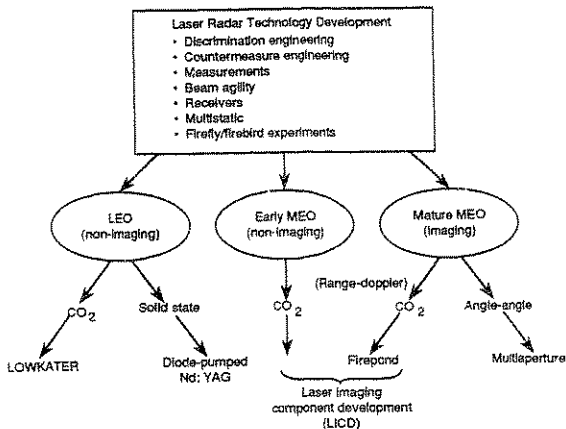 Laser Radar Technology Development
• Discrimination engineering
• Countermeasure engineering
• Measurements
• Beam agility
• Receivers
• Multistatic
• Firefly/firebird experiments
LEO
(non-imaging)
Early MEO
(non-imaging)
Mature MEO
(imaging)
(Range-doppler)
CO2
Solid state
CO2
CO2
Angle-angle
LOWKATER
Diode-pumped
Nd: YAG
Firepond
Multiaperture
Laser imaging
component development
(LICD)